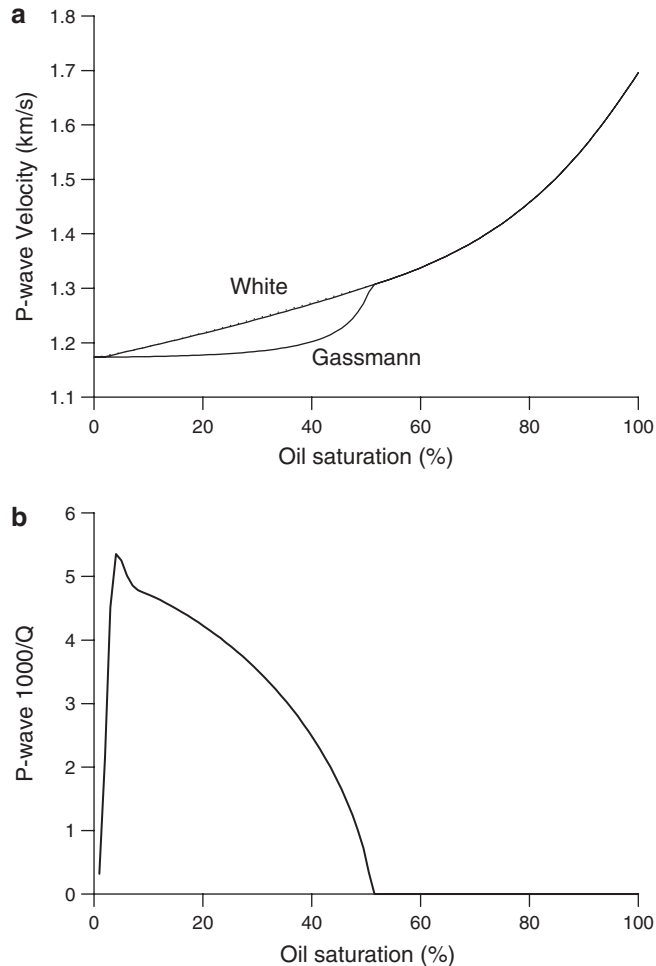 a
1.8
1.7
1.6
1.5
1.4
1.3
1.2
1.1
P-wave Velocity (km/s)
White
Gassmann
0 20 40 60 80 100
Oil saturation (%)
b
6
5
4
3
2
1
0
P-wave 1000/Q
0 20 40 60 80 100
Oil saturation (%)